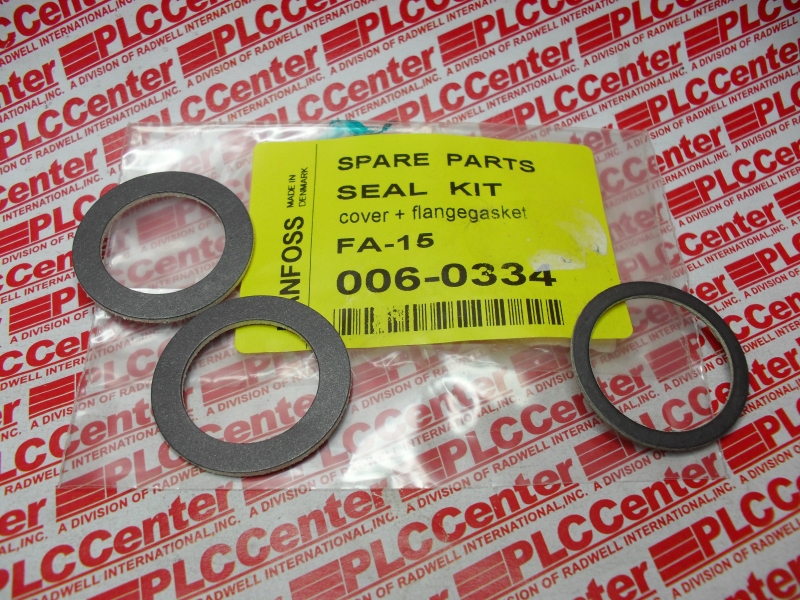 SPARE PARTS
SEAL KIT
cover + flangegasket
FA-15
006-0334
ANFOSS
MADE IN
DENMARK
PLCCenter
A DIVISION OF RADWELL INTERNATIONAL, INC.